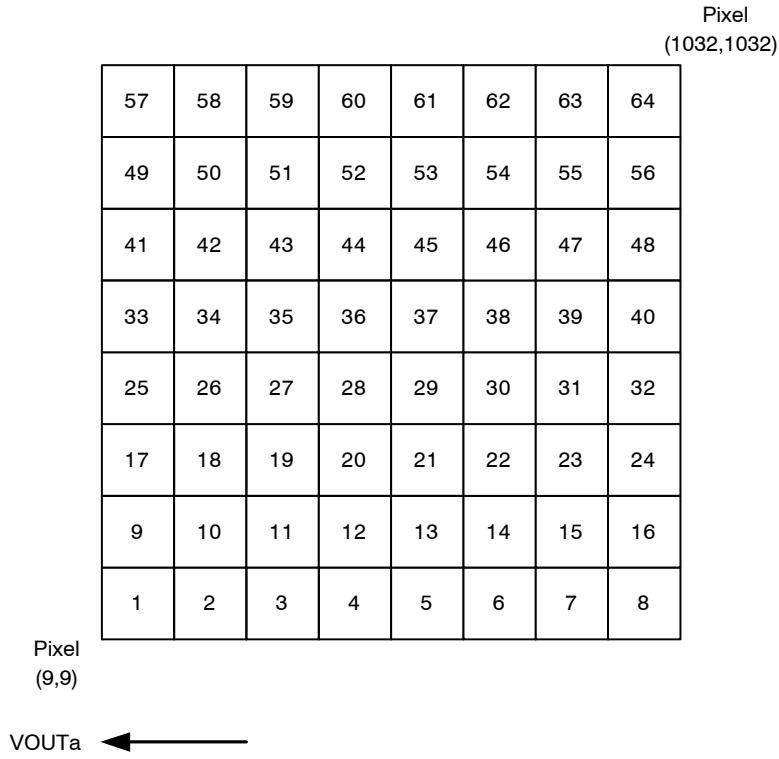 Pixel
(1032,1032)
57 58 59 60 61 62 63 64
49 50 51 52 53 54 55 56
41 42 43 44 45 46 47 48
33 34 35 36 37 38 39 40
25 26 27 28 29 30 31 32
17 18 19 20 21 22 23 24
9 10 11 12 13 14 15 16
1 2 3 4 5 6 7 8
Pixel
(9,9)
VOUTa